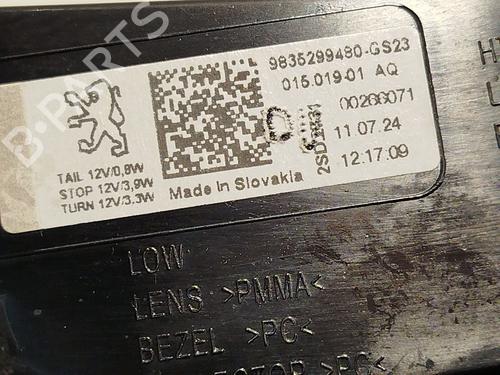 B-PARTS
9835299480-GS23
015.019-01 AQ
00266071
11.07.24
12:17:09
TAIL 12V/0,8W
STOP 12V/3,9W
TURN 12V/3.3W
Made in Slovakia
LOW
LENS >PMMA<
BEZEL >PC<